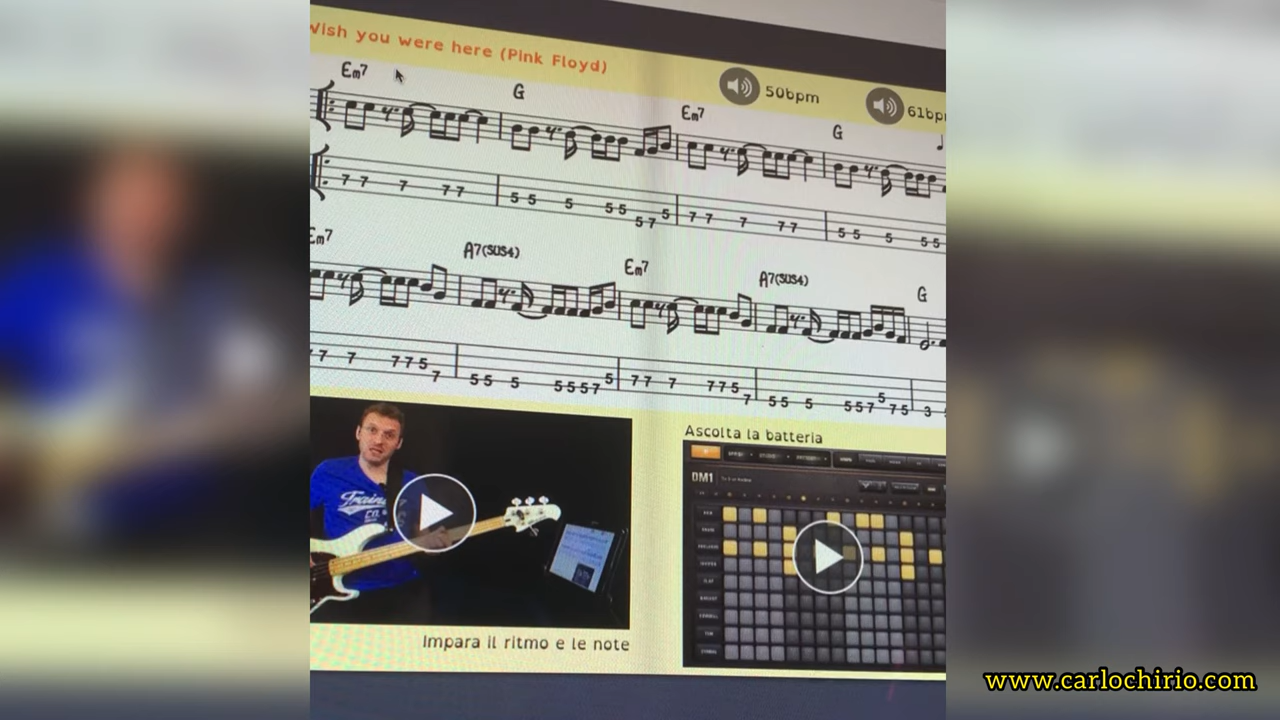 Wish you were here (Pink Floyd)
50bpm
61bpm
Em7
G
Em7
G
7 7 7 7 7
5 5 5 5 5 5 7 5
7 7 7 7 7
5 5 5 5 5
Em7
A7(SUS4)
Em7
A7(SUS4)
G
7 7 7 7 7 5 7
5 5 5 5 5 5 7 5
7 7 7 7 7 5 7
5 5 5 5 5 7 5 7 5
3
Train
Ascolta la batteria
DM1
Impara il ritmo e le note
www.carlochirio.com